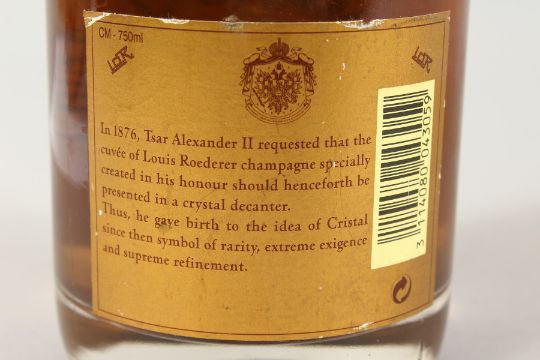 CM - 750ml
In 1876, Tsar Alexander II requested that the
cuvée of Louis Roederer champagne specially
created in his honour should henceforth be
presented in a crystal decanter.
Thus, he gave birth to the idea of Cristal
since then symbol of rarity, extreme exigence
and supreme refinement.
3 114080 043059